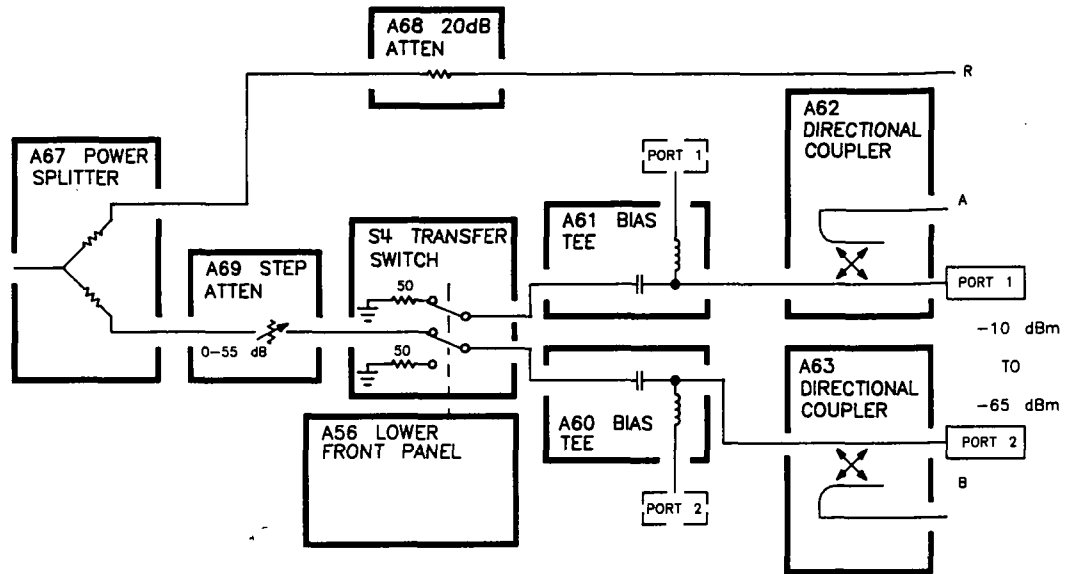 A68 20dB
ATTEN
R
A67 POWER
SPLITTER
A62
DIRECTIONAL
COUPLER
PORT 1
A
A61 BIAS
TEE
S4 TRANSFER
SWITCH
A69 STEP
ATTEN
50
PORT 1
0-55 dB
-10 dBm
50
A63
DIRECTIONAL
COUPLER
TO
-65 dBm
A56 LOWER
FRONT PANEL
A60 BIAS
TEE
PORT 2
B
PORT 2